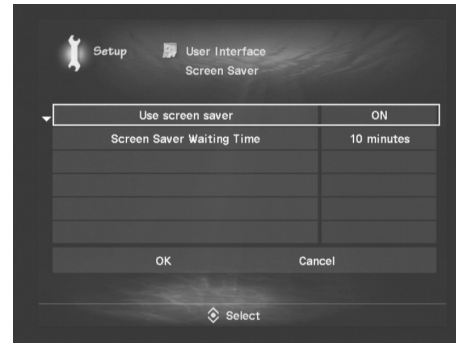 Setup User Interface
Screen Saver
Use screen saver ON
Screen Saver Waiting Time 10 minutes
OK Cancel
Select